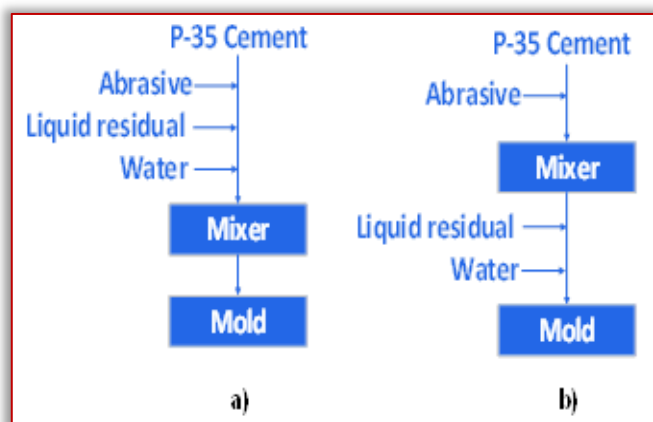 P-35 Cement
Abrasive
Liquid residual
Water
Mixer
Mold
a)
P-35 Cement
Abrasive
Mixer
Liquid residual
Water
Mold
b)